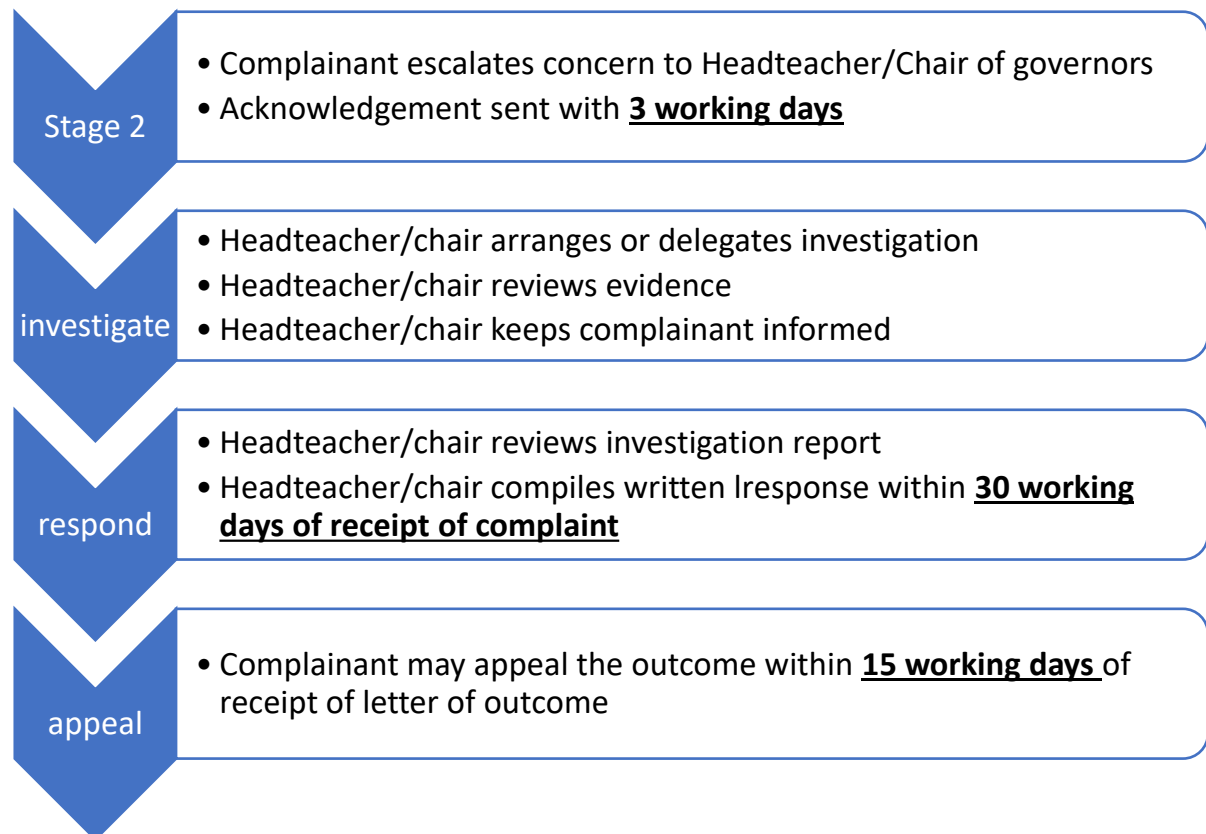 Stage 2
• Complainant escalates concern to Headteacher/Chair of governors
• Acknowledgement sent with 3 working days
investigate
• Headteacher/chair arranges or delegates investigation
• Headteacher/chair reviews evidence
• Headteacher/chair keeps complainant informed
respond
• Headteacher/chair reviews investigation report
• Headteacher/chair compiles written lresponse within 30 working
days of receipt of complaint
appeal
• Complainant may appeal the outcome within 15 working days of
receipt of letter of outcome